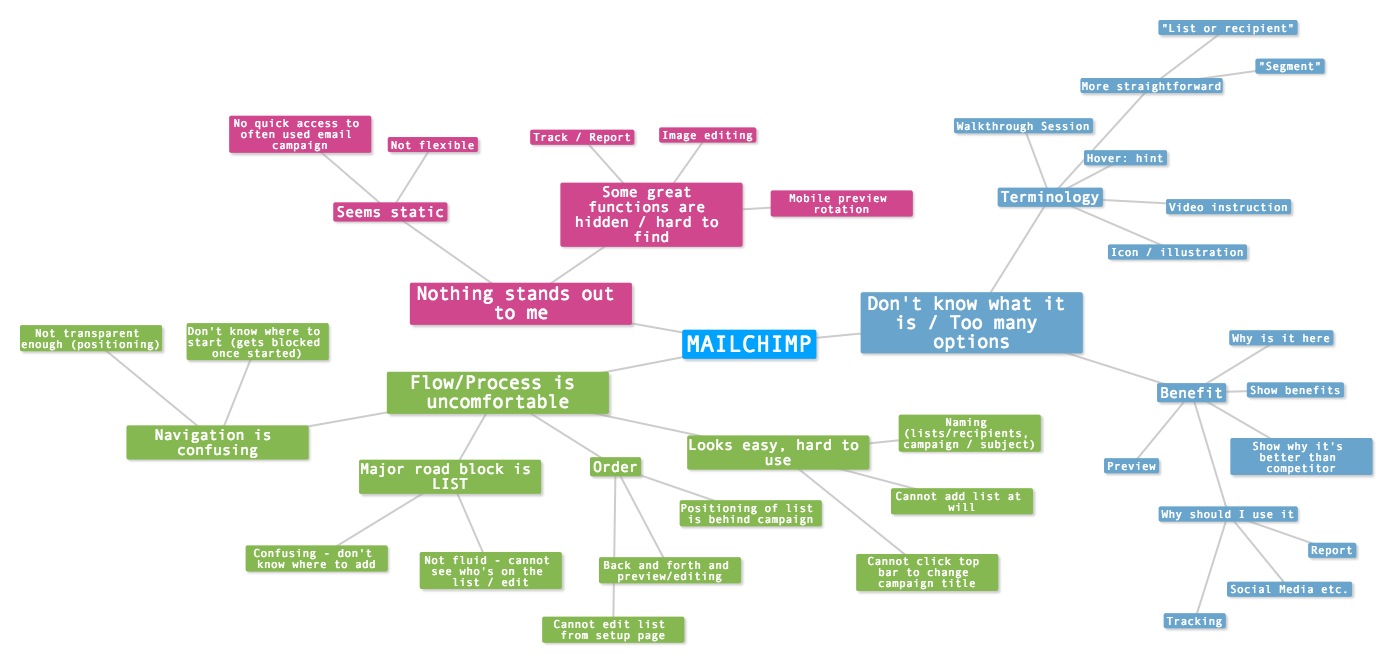 "List or recipient"
"Segment"
More straightforward
No quick access to
often used email
campaign
Not flexible
Track / Report
Image editing
Walkthrough Session
Hover: hint
Seems static
Some great
functions are
hidden / hard to
find
Mobile preview
rotation
Terminology
Video instruction
Icon / illustration
Nothing stands out
to me
Don't know what it
is / Too many
options
MAILCHIMP
Not transparent
enough (positioning)
Don't know where to
start (gets blocked
once started)
Why is it here
Flow/Process is
uncomfortable
Benefit
Show benefits
Navigation is
confusing
Looks easy, hard to
use
Naming
(lists/recipients,
campaign / subject)
Show why it's
better than
competitor
Major road block is
LIST
Order
Preview
Positioning of list
is behind campaign
Cannot add list at
will
Why should I use it
Confusing - don't
know where to add
Not fluid - cannot
see who's on the
list / edit
Back and forth and
preview/editing
Cannot click top
bar to change
campaign title
Report
Social Media etc.
Cannot edit list
from setup page
Tracking